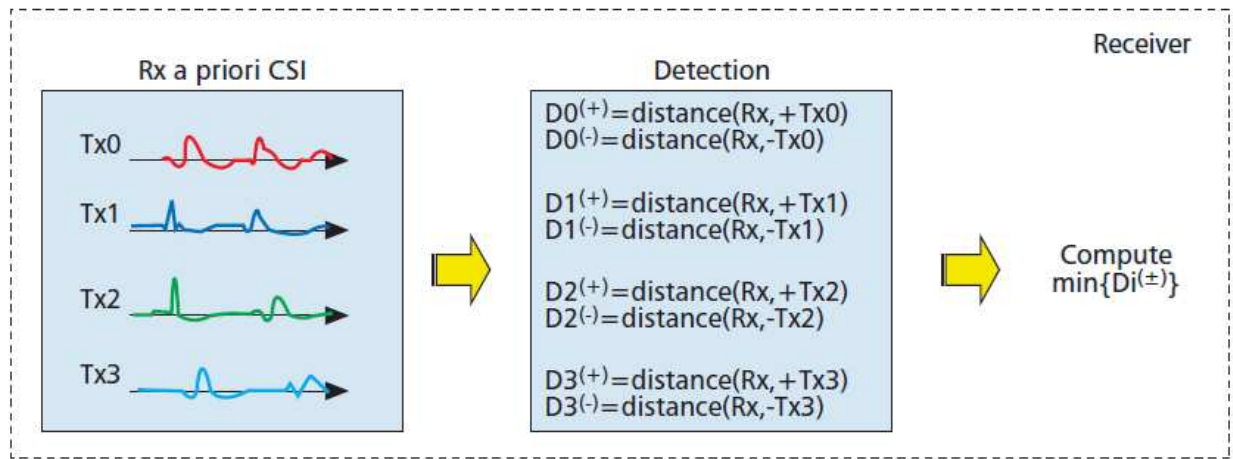 Receiver
Rx a priori CSI
Tx0
Tx1
Tx2
Tx3
Detection
D0(+)=distance(Rx,+Tx0)
D0(-)=distance(Rx,-Tx0)
D1(+)=distance(Rx,+Tx1)
D1(-)=distance(Rx,-Tx1)
D2(+)=distance(Rx,+Tx2)
D2(-)=distance(Rx,-Tx2)
D3(+)=distance(Rx,+Tx3)
D3(-)=distance(Rx,-Tx3)
Compute
min{Di(±)}